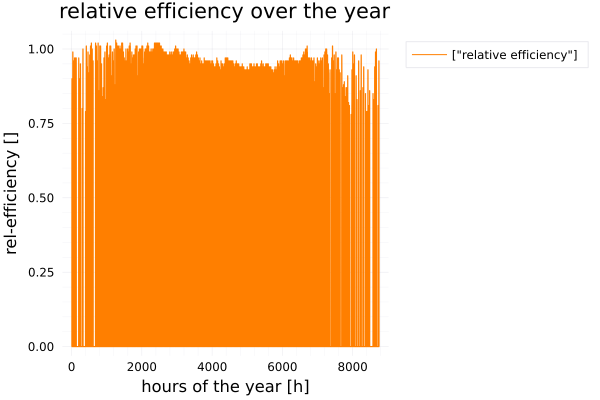 relative efficiency over the year
["relative efficiency"]
rel-efficiency []
1.00
0.75
0.50
0.25
0.00
0 2000 4000 6000 8000
hours of the year [h]